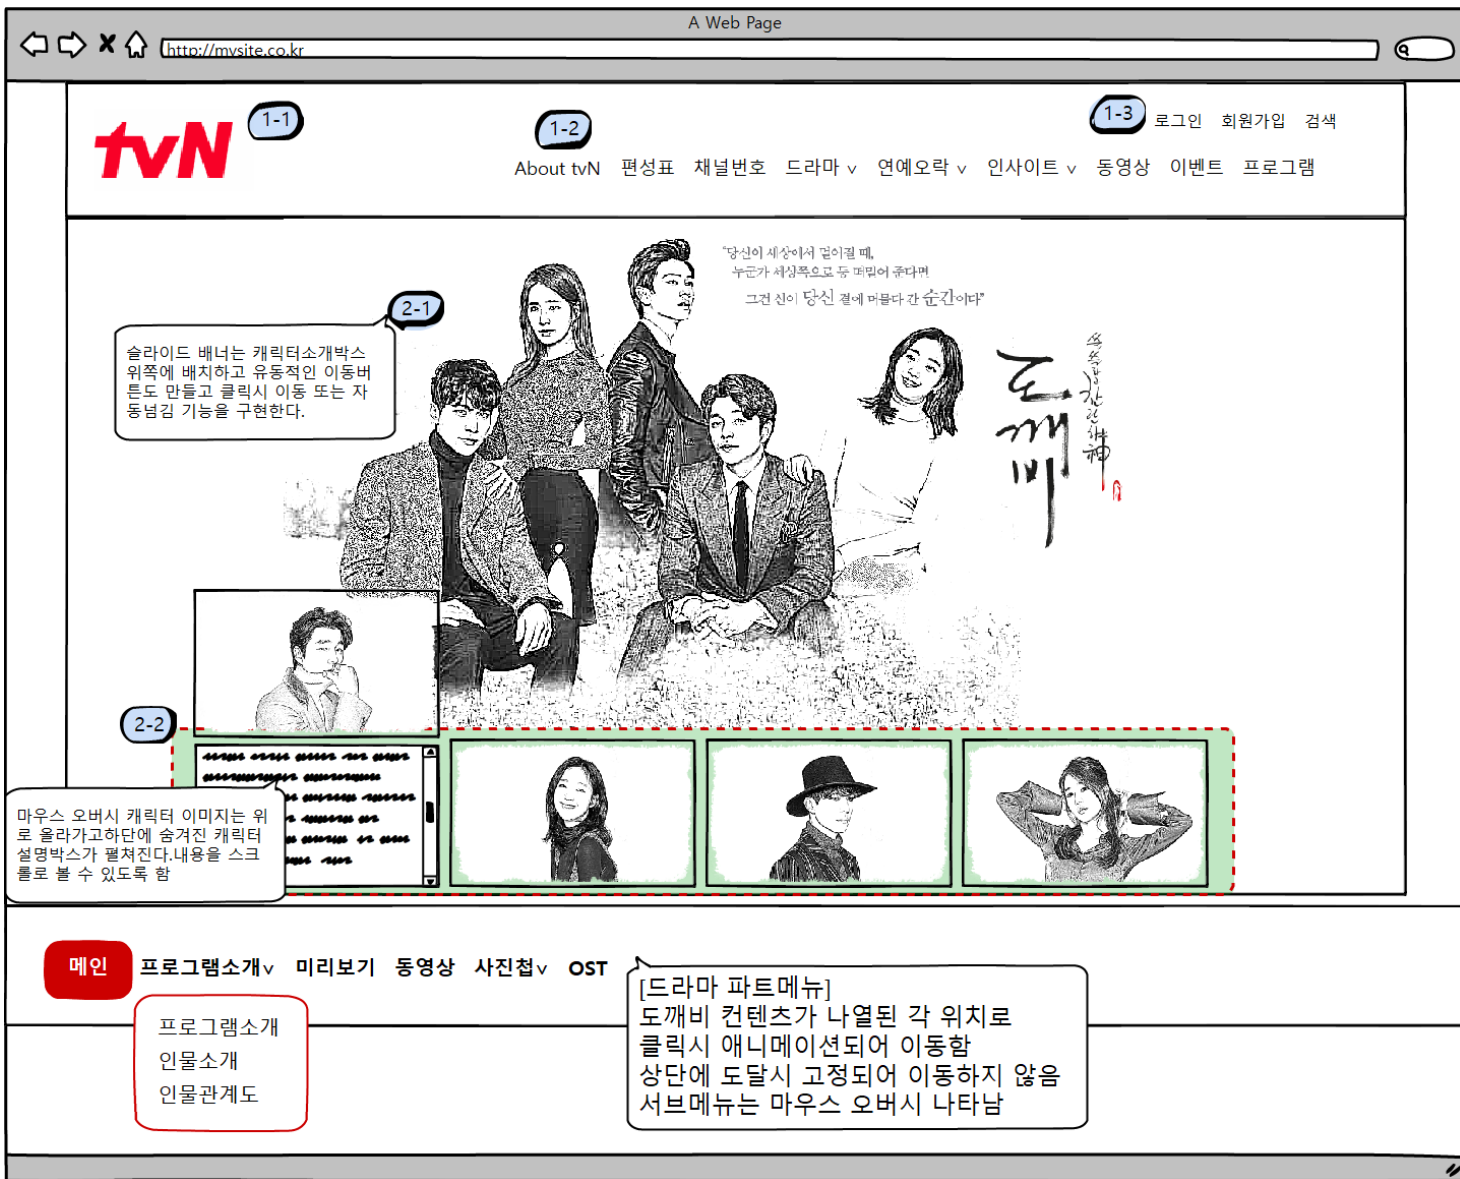 A Web Page
http://mysite.co.kr
tvN
1-1
1-2
1-3
로그인 회원가입 검색
About tvN 편성표 채널번호 드라마 ∨ 연예오락 ∨ 인사이트 ∨ 동영상 이벤트 프로그램
“당신이 세상에서 멀어질 때,
누군가 세상쪽으로 등 떠밀어 준다면
그건 신이 당신 곁에 머물다 간 순간이다”
쓸쓸하고 찬란하神
도깨비
2-1
슬라이드 배너는 캐릭터소개박스
위쪽에 배치하고 유동적인 이동버
튼도 만들고 클릭시 이동 또는 자
동넘김 기능을 구현한다.
2-2
마우스 오버시 캐릭터 이미지는 위
로 올라가고하단에 숨겨진 캐릭터
설명박스가 펼쳐진다.내용을 스크
롤로 볼 수 있도록 함
메인 프로그램소개∨ 미리보기 동영상 사진첩∨ OST
프로그램소개
인물소개
인물관계도
[드라마 파트메뉴]
도깨비 컨텐츠가 나열된 각 위치로
클릭시 애니메이션되어 이동함
상단에 도달시 고정되어 이동하지 않음
서브메뉴는 마우스 오버시 나타남